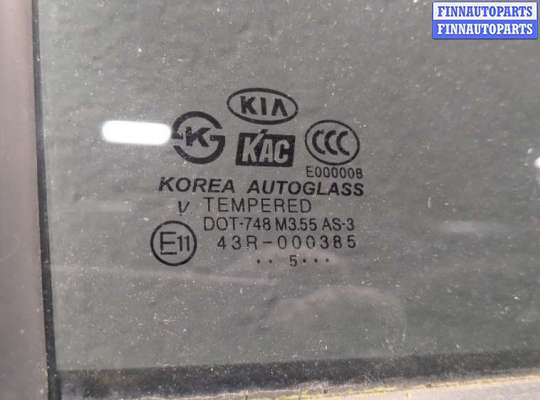 FINNAUTOPARTS
FINNAUTOPARTS
KIA
K KAC CCC
E000008
KOREA AUTOGLASS
V TEMPERED
DOT-748 M3.55 AS-3
E11 43R-000385
·· 5···